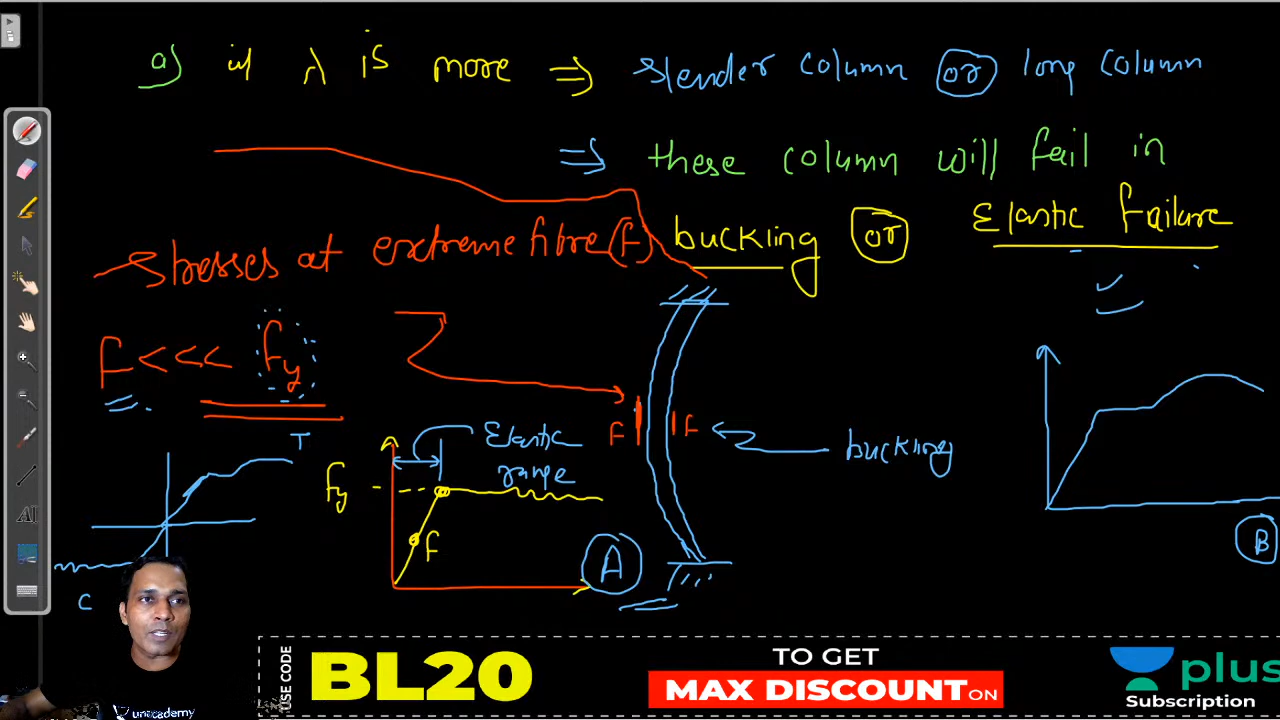 a) if λ is more ⇒ slender column or long column
⇒ these column will fail in
buckling or Elastic Failure
stresses at extreme fibre (f)
f <<< fy
Elastic
range
fy
f
A
F
F
buckling
B
T
C
unacademy
USE CODE
BL20
TO GET
MAX DISCOUNT ON
plus
Subscription